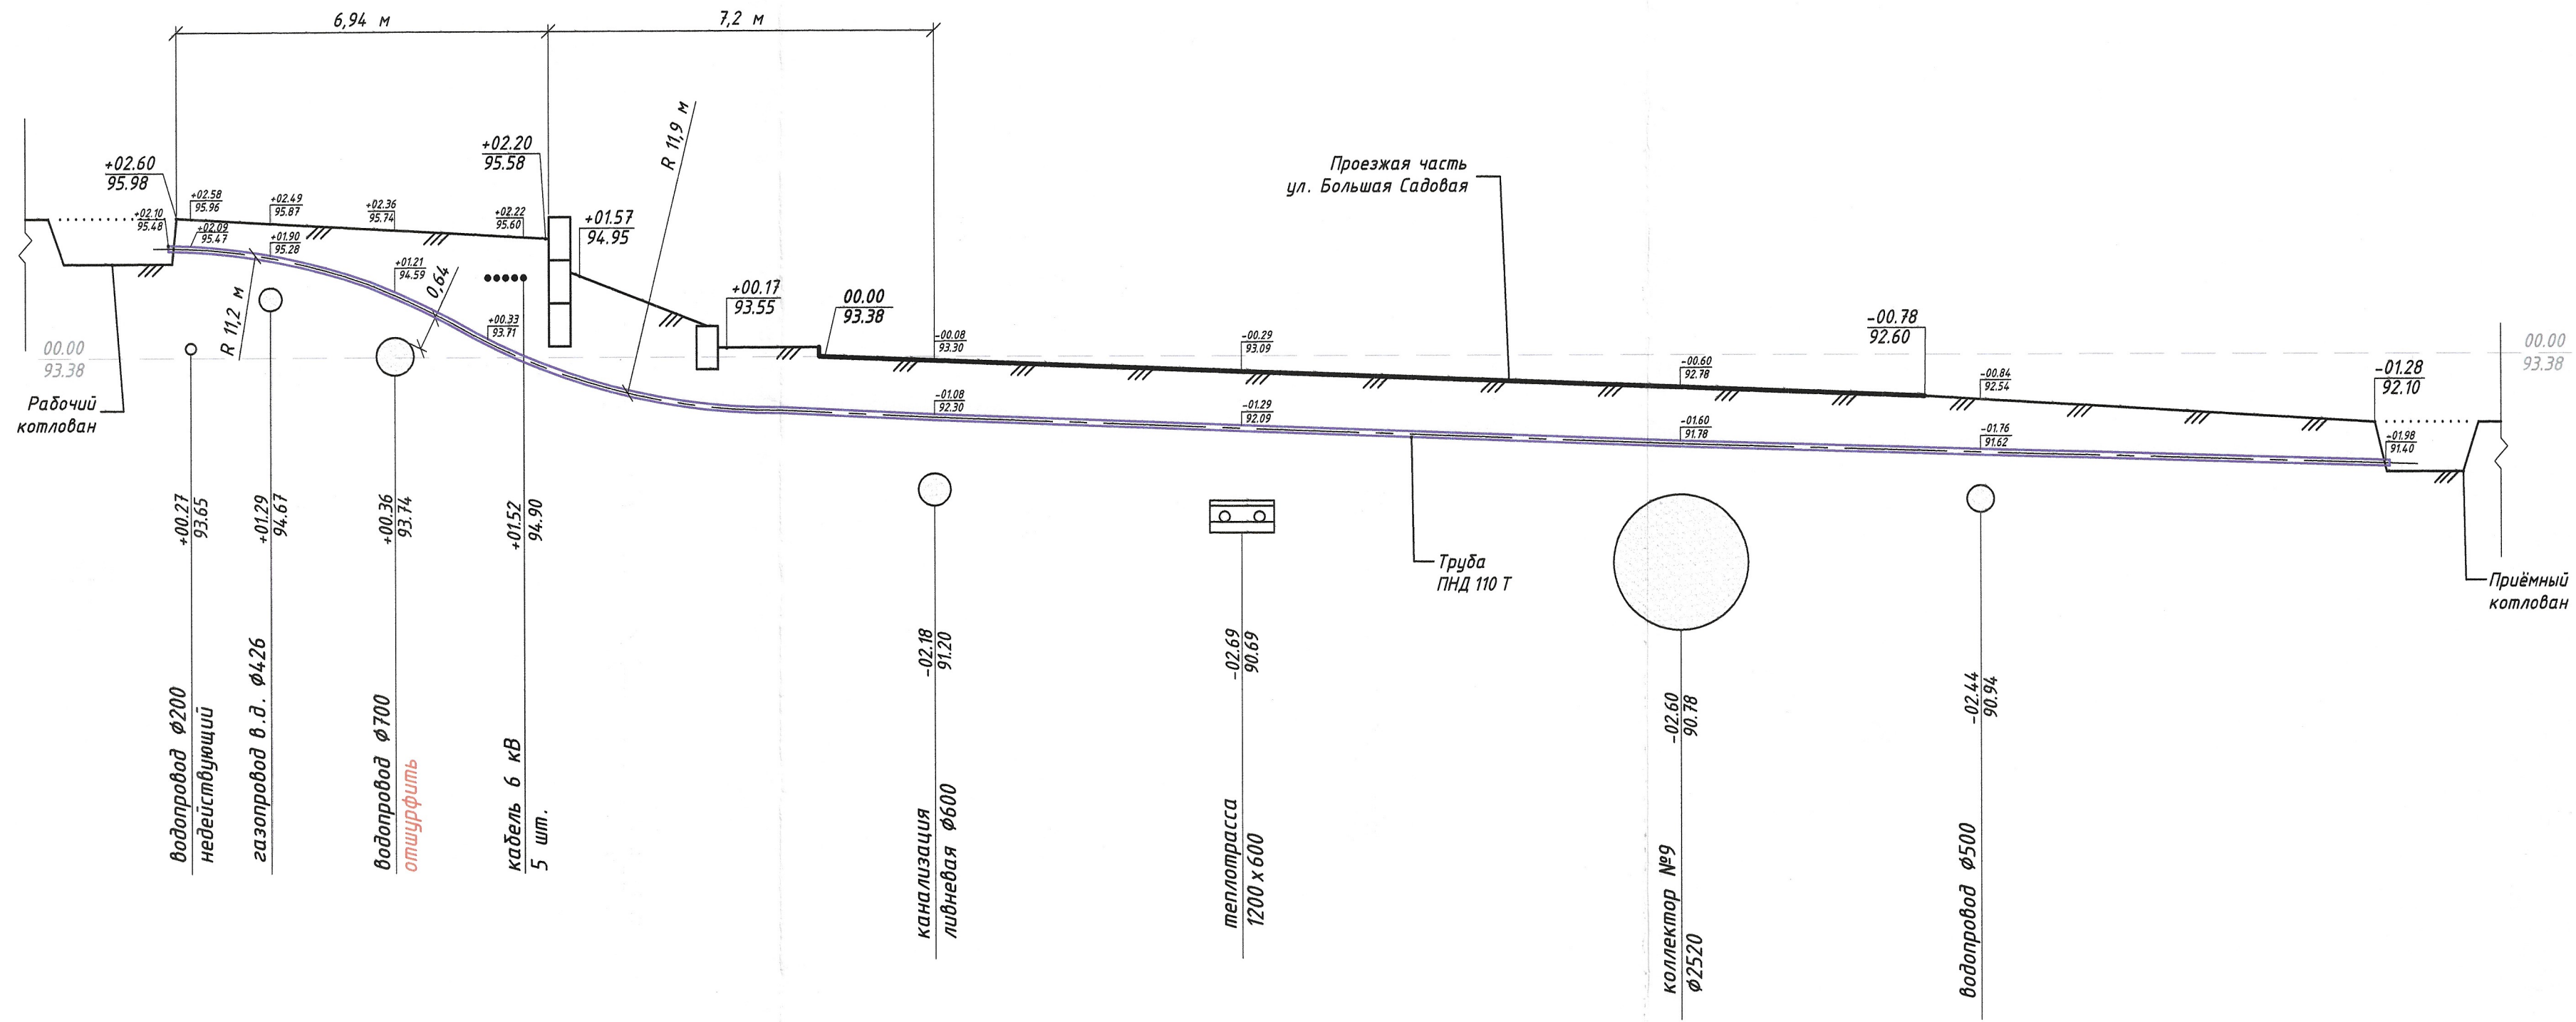 6,94 м
7,2 м
R 11,9 м
+02.60
95.98
+02.20
95.58
+02.58
95.96
+02.49
95.87
+02.36
95.74
+02.22
95.60
+02.10
95.48
+02.09
95.47
+01.90
95.28
+01.21
94.59
0,64
R 11,2 м
+00.33
93.71
+01.57
94.95
+00.17
93.55
00.00
93.38
Проезжая часть
ул. Большая Садовая
-00.08
93.30
-00.29
93.09
-00.60
92.78
-00.78
92.60
-00.84
92.54
-01.28
92.10
00.00
93.38
00.00
93.38
Рабочий
котлован
-01.08
92.30
-01.29
92.09
-01.60
91.78
-01.76
91.62
-01.98
91.40
Труба
ПНД 110 Т
Приёмный
котлован
+00.27
93.65
водопровод ф200
недействующий
+01.29
94.67
газопровод в.д. ф426
+00.36
93.74
водопровод ф700
отшурфить
+01.52
94.90
кабель 6 кВ
5 шт.
-02.18
91.20
канализация
ливневая ф600
-02.69
90.69
теплотрасса
1200 х 600
-02.60
90.78
коллектор №9
ф2520
-02.44
90.94
водопровод ф500